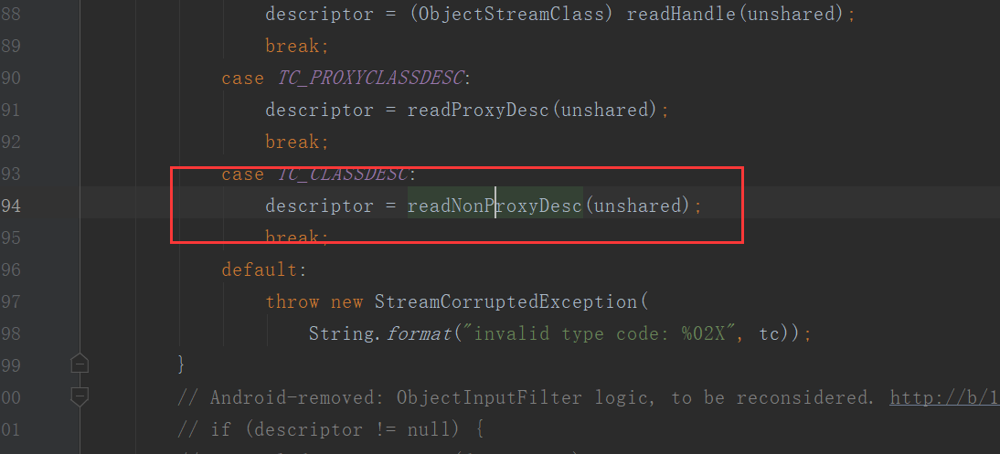 88 descriptor = (ObjectStreamClass) readHandle(unshared);
89 break;
90 case TC_PROXYCLASSDESC:
91 descriptor = readProxyDesc(unshared);
92 break;
93 case TC_CLASSDESC:
94 descriptor = readNonProxyDesc(unshared);
95 break;
96 default:
97 throw new StreamCorruptedException(
98 String.format("invalid type code: %02X", tc));
99 }
00 // Android-removed: ObjectInputFilter logic, to be reconsidered. http://b/1
01 // if (descriptor != null) {